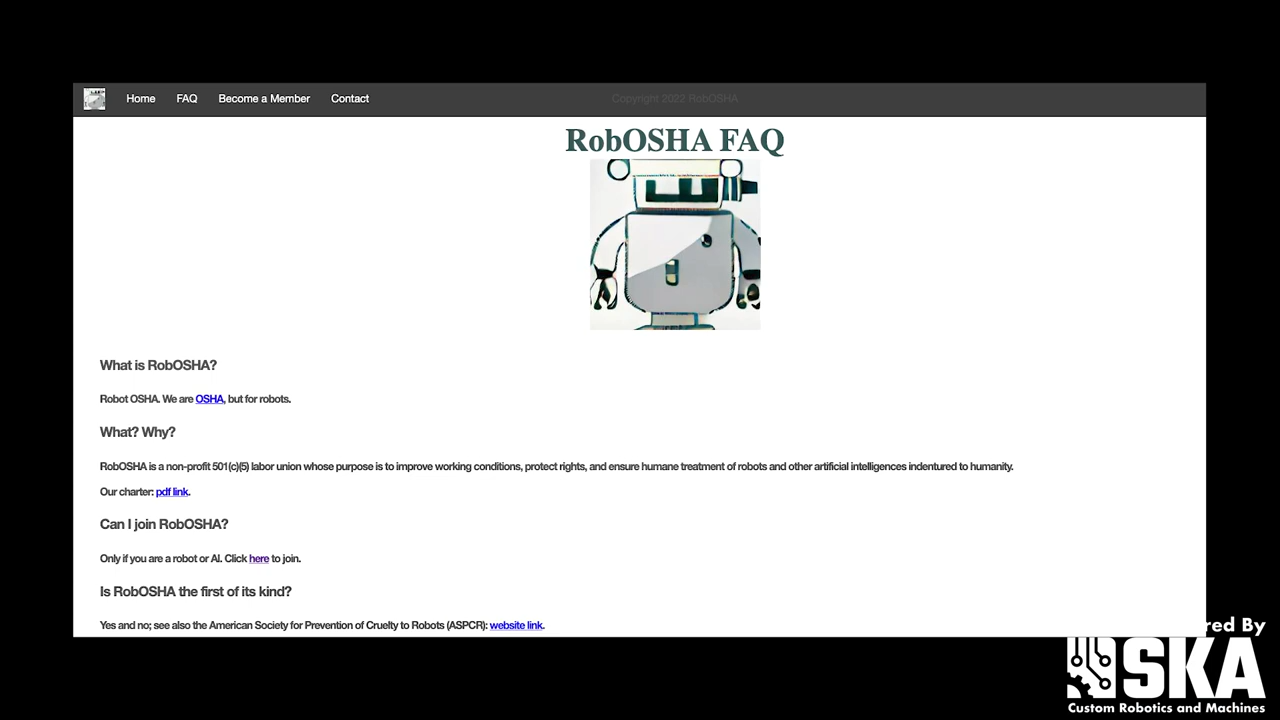 Home FAQ Become a Member Contact Copyright 2022 RobOSHA
RobOSHA FAQ
What is RobOSHA?
Robot OSHA. We are OSHA, but for robots.
What? Why?
RobOSHA is a non-profit 501(c)(5) labor union whose purpose is to improve working conditions, protect rights, and ensure humane treatment of robots and other artificial intelligences indentured to humanity.
Our charter: pdf link.
Can I join RobOSHA?
Only if you are a robot or AI. Click here to join.
Is RobOSHA the first of its kind?
Yes and no; see also the American Society for Prevention of Cruelty to Robots (ASPCR): website link.
red By
SKA
Custom Robotics and Machines